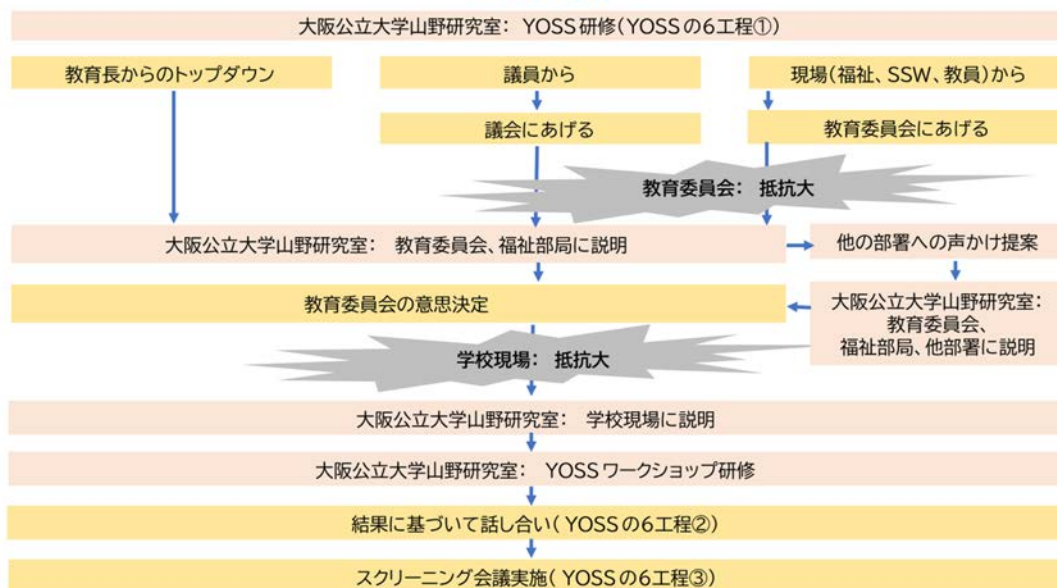 大阪公立大学山野研究室: YOSS研修(YOSSの6工程①)
教育長からのトップダウン
議員から
現場(福祉、SSW、教員)から
議会にあげる
教育委員会にあげる
教育委員会: 抵抗大
大阪公立大学山野研究室: 教育委員会、福祉部局に説明
他の部署への声かけ提案
教育委員会の意思決定
大阪公立大学山野研究室:
教育委員会、
福祉部局、他部署に説明
学校現場: 抵抗大
大阪公立大学山野研究室: 学校現場に説明
大阪公立大学山野研究室: YOSSワークショップ研修
結果に基づいて話し合い(YOSSの6工程②)
スクリーニング会議実施(YOSSの6工程③)